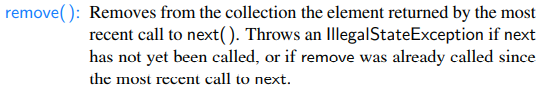 remove( ): Removes from the collection the element returned by the most
recent call to next( ). Throws an IllegalStateException if next
has not yet been called, or if remove was already called since
the most recent call to next.